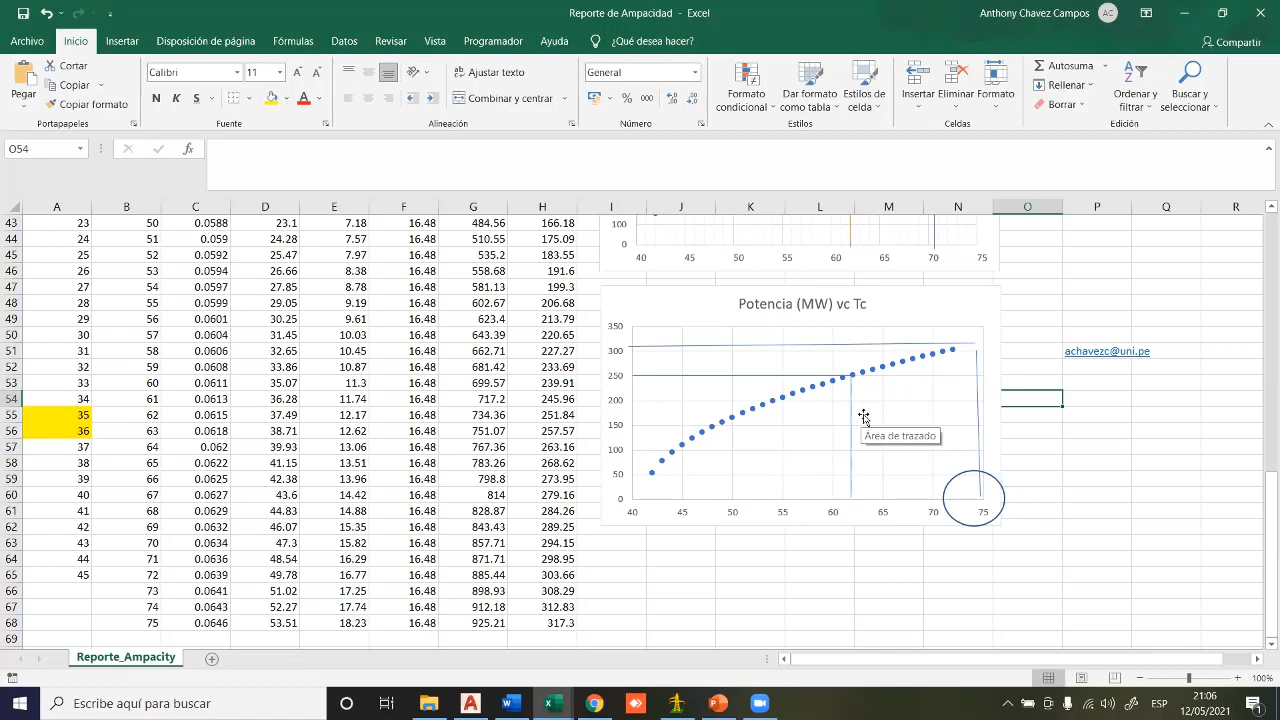 Reporte de Ampacidad - Excel
Anthony Chavez Campos AC
Archivo Inicio Insertar Disposición de página Fórmulas Datos Revisar Vista Programador Ayuda ¿Qué desea hacer? Compartir
Pegar
Cortar
Copiar
Copiar formato
Portapapeles
Calibri 11
N K S
Fuente
Ajustar texto
Combinar y centrar
Alineación
General
% 000
Número
Formato condicional
Dar formato como tabla
Estilos de celda
Estilos
Insertar Eliminar Formato
Celdas
Autosuma
Rellenar
Borrar
Ordenar y filtrar
Buscar y seleccionar
Edición
O54 fx
A B C D E F G H I J K L M N O P Q R
43 23 50 0.0588 23.1 7.18 16.48 484.56 166.18
44 24 51 0.059 24.28 7.57 16.48 510.55 175.09
45 25 52 0.0592 25.47 7.97 16.48 535.2 183.55
46 26 53 0.0594 26.66 8.38 16.48 558.68 191.6
47 27 54 0.0597 27.85 8.78 16.48 581.13 199.3
48 28 55 0.0599 29.05 9.19 16.48 602.67 206.68
49 29 56 0.0601 30.25 9.61 16.48 623.4 213.79
50 30 57 0.0604 31.45 10.03 16.48 643.39 220.65
51 31 58 0.0606 32.65 10.45 16.48 662.71 227.27
52 32 59 0.0608 33.86 10.87 16.48 681.42 233.69
53 33 60 0.0611 35.07 11.3 16.48 699.57 239.91
54 34 61 0.0613 36.28 11.74 16.48 717.2 245.96
55 35 62 0.0615 37.49 12.17 16.48 734.36 251.84
56 36 63 0.0618 38.71 12.62 16.48 751.07 257.57
57 37 64 0.062 39.93 13.06 16.48 767.36 263.16
58 38 65 0.0622 41.15 13.51 16.48 783.26 268.62
59 39 66 0.0625 42.38 13.96 16.48 798.8 273.95
60 40 67 0.0627 43.6 14.42 16.48 814 279.16
61 41 68 0.0629 44.83 14.88 16.48 828.87 284.26
62 42 69 0.0632 46.07 15.35 16.48 843.43 289.25
63 43 70 0.0634 47.3 15.82 16.48 857.71 294.15
64 44 71 0.0636 48.54 16.29 16.48 871.71 298.95
65 45 72 0.0639 49.78 16.77 16.48 885.44 303.66
66 73 0.0641 51.02 17.25 16.48 898.93 308.29
67 74 0.0643 52.27 17.74 16.48 912.18 312.83
68 75 0.0646 53.51 18.23 16.48 925.21 317.3
69
100
0
40 45 50 55 60 65 70 75
Potencia (MW) vc Tc
350
300
250
200
150
100
50
0
40 45 50 55 60 65 70 75
Área de trazado
achavezc@uni.pe
Reporte_Ampacity
100%
Escribe aquí para buscar
ESP
21:06
12/05/2021